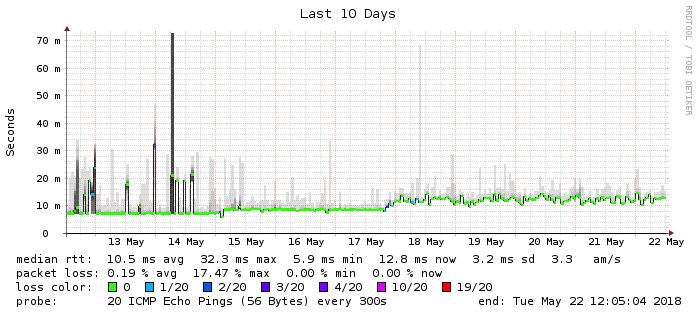 Last 10 Days
RRDTOOL / TOBI OETIKER
Seconds
70 m
60 m
50 m
40 m
30 m
20 m
10 m
0
13 May 14 May 15 May 16 May 17 May 18 May 19 May 20 May 21 May 22 May
median rtt: 10.5 ms avg 32.3 ms max 5.9 ms min 12.8 ms now 3.2 ms sd 3.3 am/s
packet loss: 0.19 % avg 17.47 % max 0.00 % min 0.00 % now
loss color: 0 1/20 2/20 3/20 4/20 10/20 19/20
probe: 20 ICMP Echo Pings (56 Bytes) every 300s end: Tue May 22 12:05:04 2018